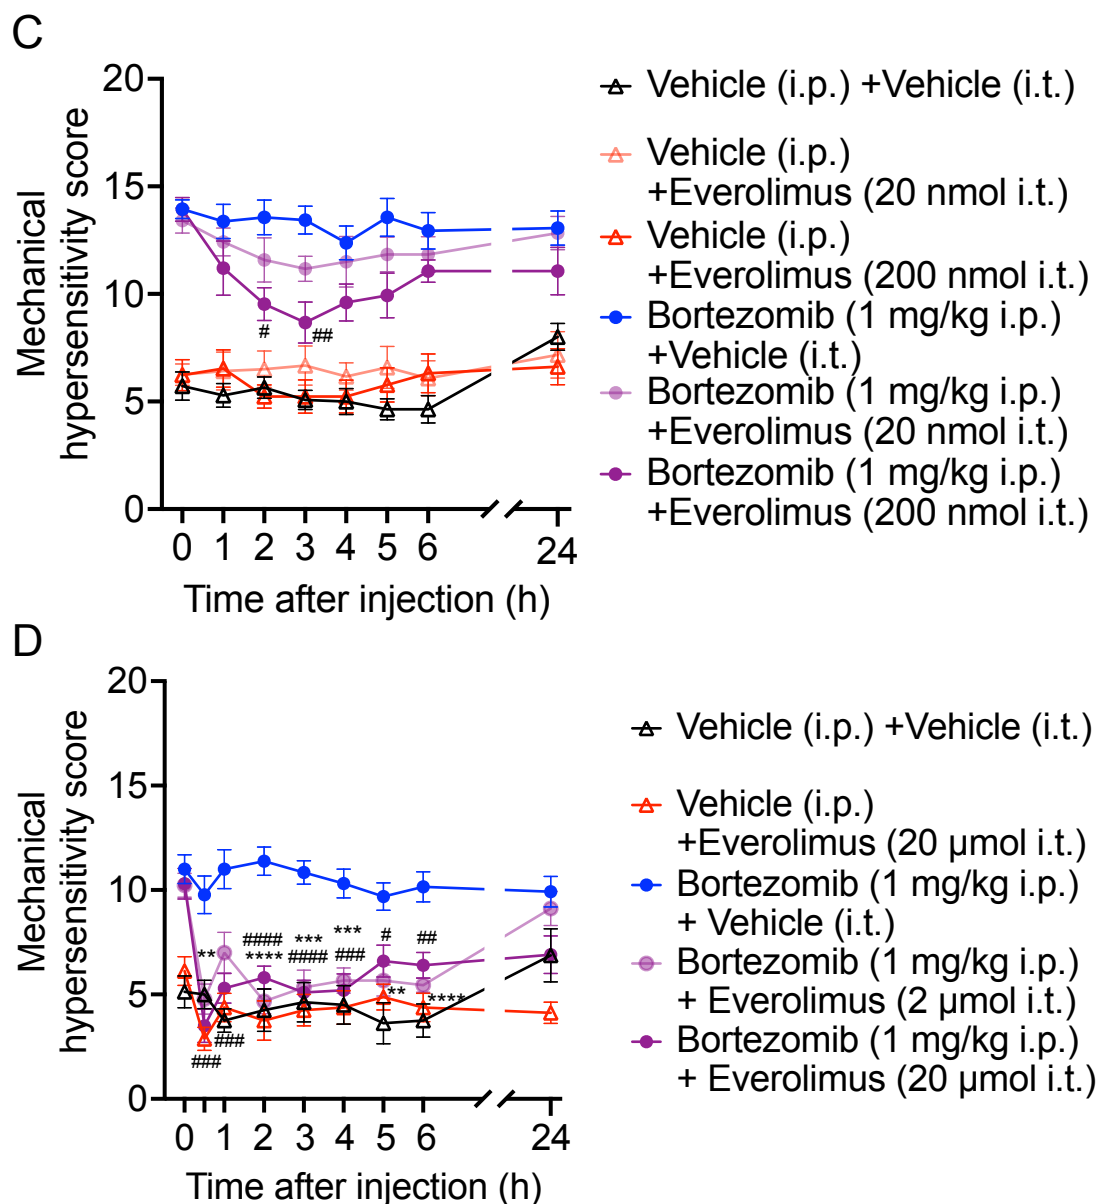 C
20
15
10
5
0
Mechanical
hypersensitivity score
#
##
0 1 2 3 4 5 6 24
Time after injection (h)
Vehicle (i.p.) +Vehicle (i.t.)
Vehicle (i.p.)
+Everolimus (20 nmol i.t.)
Vehicle (i.p.)
+Everolimus (200 nmol i.t.)
Bortezomib (1 mg/kg i.p.)
+Vehicle (i.t.)
Bortezomib (1 mg/kg i.p.)
+Everolimus (20 nmol i.t.)
Bortezomib (1 mg/kg i.p.)
+Everolimus (200 nmol i.t.)
D
20
15
10
5
0
Mechanical
hypersensitivity score
**
###
###
####
****
***
####
***
###
#
**
##
****
0 1 2 3 4 5 6 24
Time after injection (h)
Vehicle (i.p.) +Vehicle (i.t.)
Vehicle (i.p.)
+Everolimus (20 µmol i.t.)
Bortezomib (1 mg/kg i.p.)
+ Vehicle (i.t.)
Bortezomib (1 mg/kg i.p.)
+ Everolimus (2 µmol i.t.)
Bortezomib (1 mg/kg i.p.)
+ Everolimus (20 µmol i.t.)